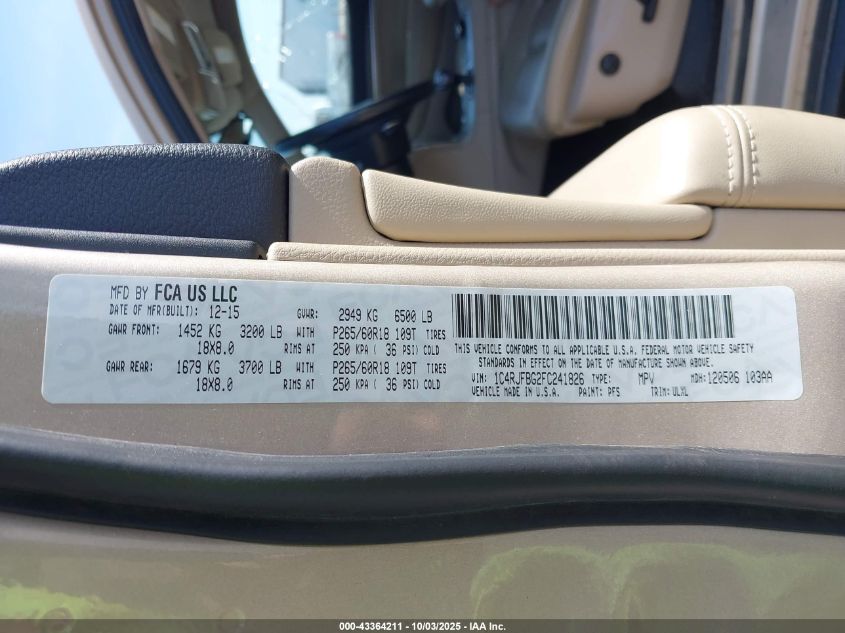 MFD BY FCA US LLC
DATE OF MFR(BUILT): 12-15 GVWR: 2949 KG 6500 LB
GAWR FRONT: 1452 KG 3200 LB WITH P265/60R18 109T TIRES
18X8.0 RIMS AT 250 KPA ( 36 PSI) COLD
GAWR REAR: 1679 KG 3700 LB WITH P265/60R18 109T TIRES
18X8.0 RIMS AT 250 KPA ( 36 PSI) COLD
THIS VEHICLE CONFORMS TO ALL APPLICABLE U.S.A. FEDERAL MOTOR VEHICLE SAFETY
STANDARDS IN EFFECT ON THE DATE OF MANUFACTURE SHOWN ABOVE.
VIN: 1C4RJFBG2FC241826 TYPE: MPV MDH: 120506 103AA
VEHICLE MADE IN U.S.A. PAINT: PFS TRIM: ULXL
000-43364211 - 10/03/2025 - IAA Inc.